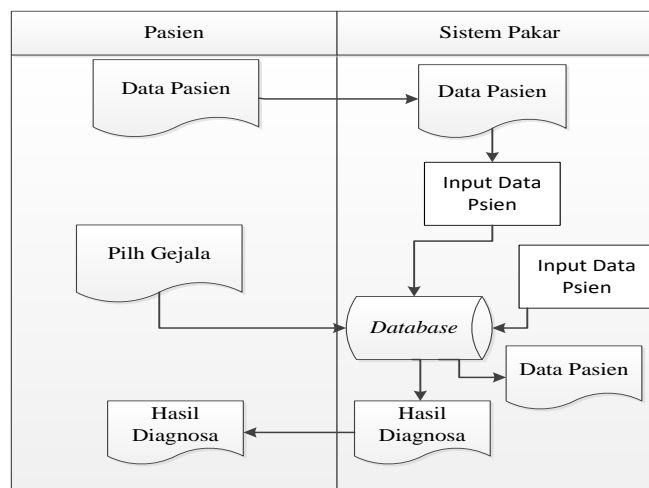 Pasien
Sistem Pakar
Data Pasien
Data Pasien
Input Data
Psien
Pilh Gejala
Input Data
Psien
Database
Data Pasien
Hasil
Diagnosa
Hasil
Diagnosa